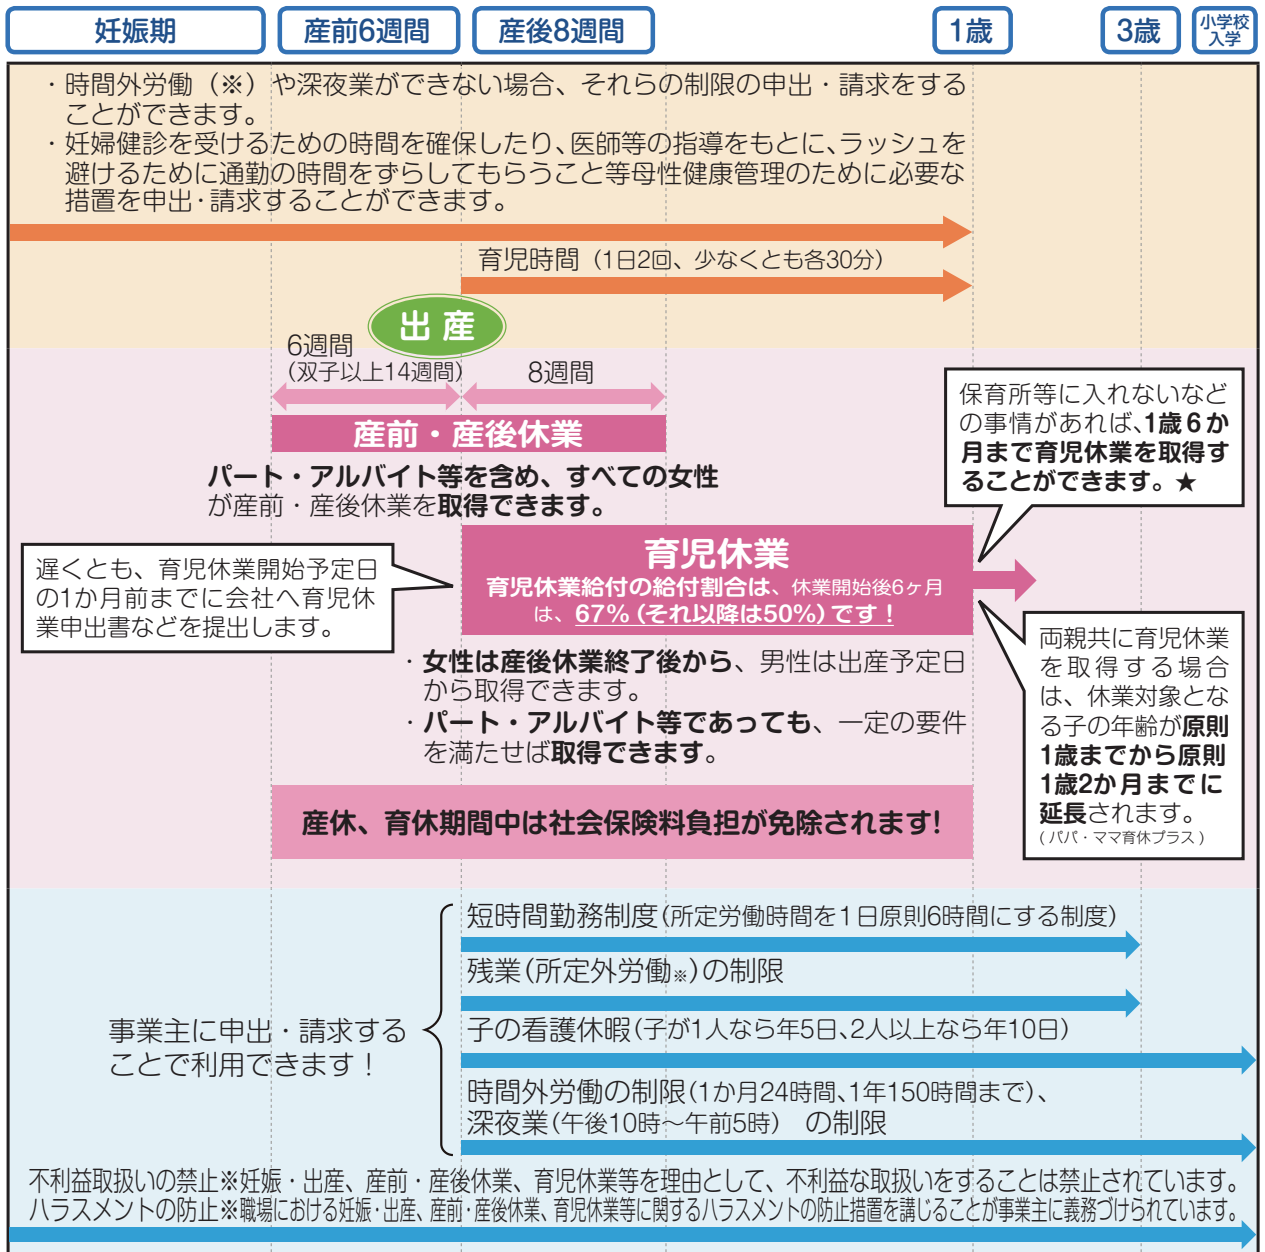 妊娠期
産前6週間
産後8週間
1歳
3歳
小学校
入学
・時間外労働（※）や深夜業ができない場合、それらの制限の申出・請求をする
ことができます。
・妊婦健診を受けるための時間を確保したり、医師等の指導をもとに、ラッシュを
避けるために通勤の時間をずらしてもらうこと等母性健康管理のために必要な
措置を申出・請求することができます。
育児時間（1日2回、少なくとも各30分）
出産
6週間
（双子以上14週間）
8週間
産前・産後休業
パート・アルバイト等を含め、すべての女性
が産前・産後休業を取得できます。
保育所等に入れないなど
の事情があれば、1歳６か
月まで育児休業を取得す
ることができます。★
育児休業
育児休業給付の給付割合は、休業開始後6ヶ月
は、67％（それ以降は50％）です！
遅くとも、育児休業開始予定日
の1か月前までに会社へ育児休
業申出書などを提出します。
・女性は産後休業終了後から、男性は出産予定日
から取得できます。
・パート・アルバイト等であっても、一定の要件
を満たせば取得できます。
両親共に育児休業
を取得する場合
は、休業対象とな
る子の年齢が原則
1歳までから原則
1歳2か月までに
延長されます。
（パパ・ママ育休プラス）
産休、育休期間中は社会保険料負担が免除されます!
事業主に申出・請求する
ことで利用できます！
短時間勤務制度（所定労働時間を１日原則6時間にする制度）
残業（所定外労働※）の制限
子の看護休暇（子が1人なら年5日、2人以上なら年10日）
時間外労働の制限（1か月24時間、1年150時間まで）、
深夜業（午後10時～午前5時）　の制限
不利益取扱いの禁止※妊娠・出産、産前・産後休業、育児休業等を理由として、不利益な取扱いをすることは禁止されています。
ハラスメントの防止※職場における妊娠・出産、産前・産後休業、育児休業等に関するハラスメントの防止措置を講じることが事業主に義務づけられています。